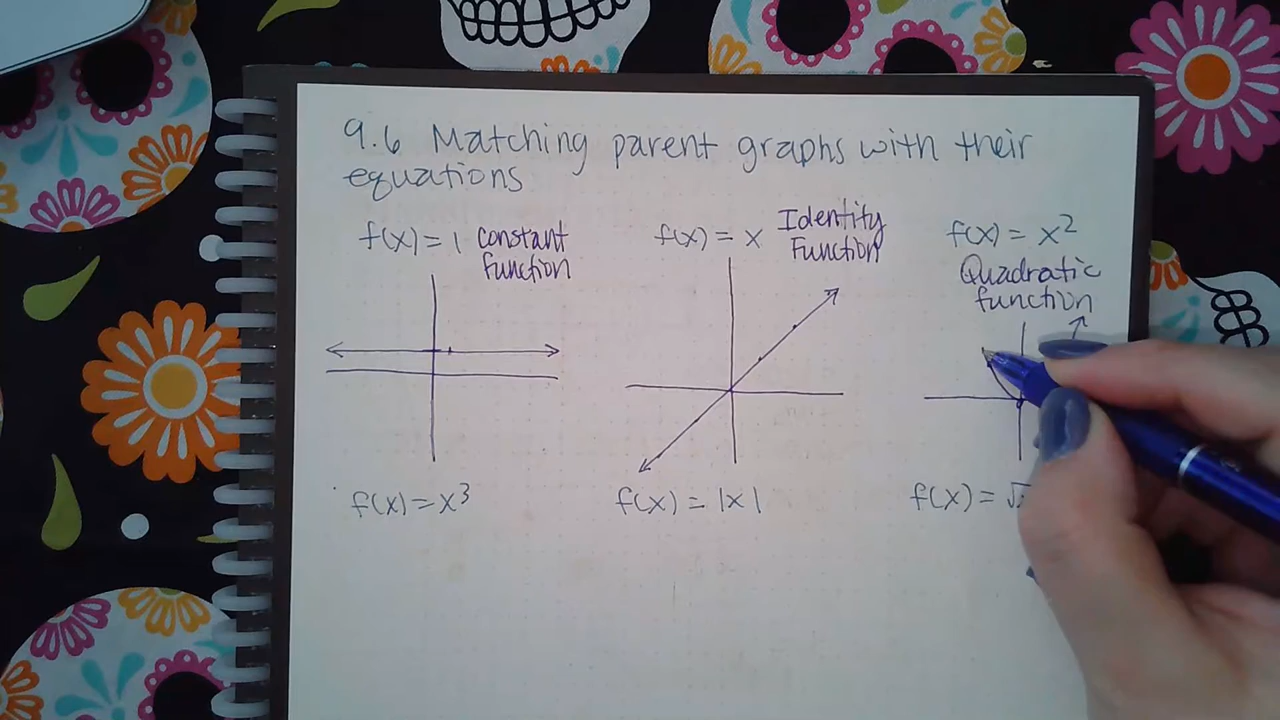 9.6 Matching parent graphs with their
equations
f(x) = 1 constant function
f(x) = x Identity Function
f(x) = x²
Quadratic
function
f(x) = x³
f(x) = |x|
f(x) = √